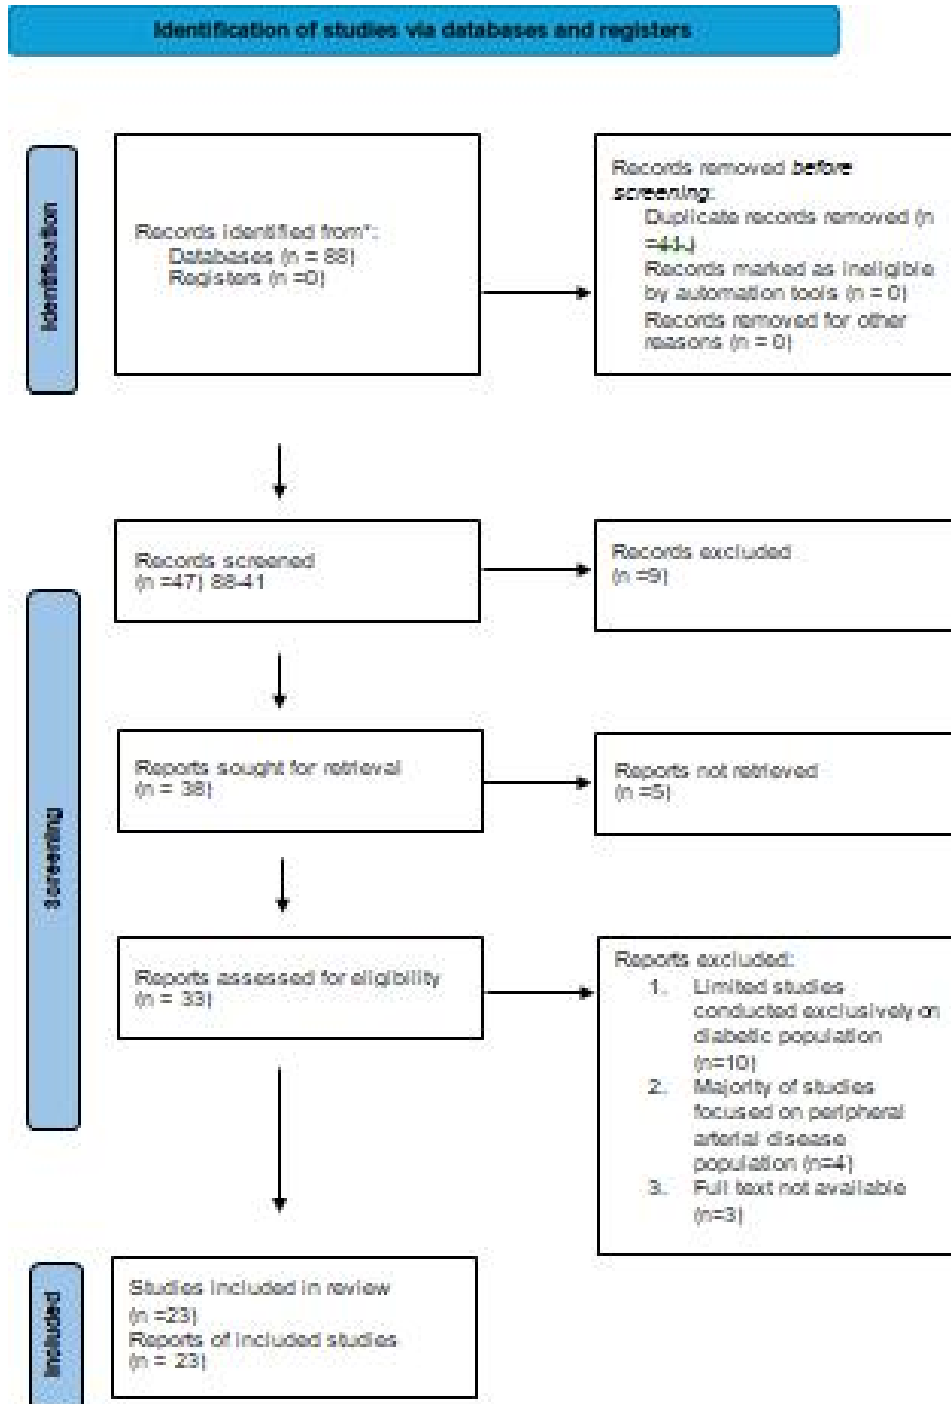 Identification of studies via databases and registers
Identification
Records identified from*:
Databases (n = 88)
Registers (n =0)
Records removed before
screening:
Duplicate records removed (n
=41)
Records marked as ineligible
by automation tools (n = 0)
Records removed for other
reasons (n = 0)
Screening
Records screened
(n =47) 88-41
Records excluded
(n =9)
Reports sought for retrieval
(n = 38)
Reports not retrieved
(n =5)
Reports assessed for eligibility
(n = 33)
Reports excluded:
1. Limited studies
conducted exclusively on
diabetic population
(n=10)
2. Majority of studies
focused on peripheral
arterial disease
population (n=4)
3. Full text not available
(n=3)
Included
Studies included in review
(n =23)
Reports of included studies
(n = 23)